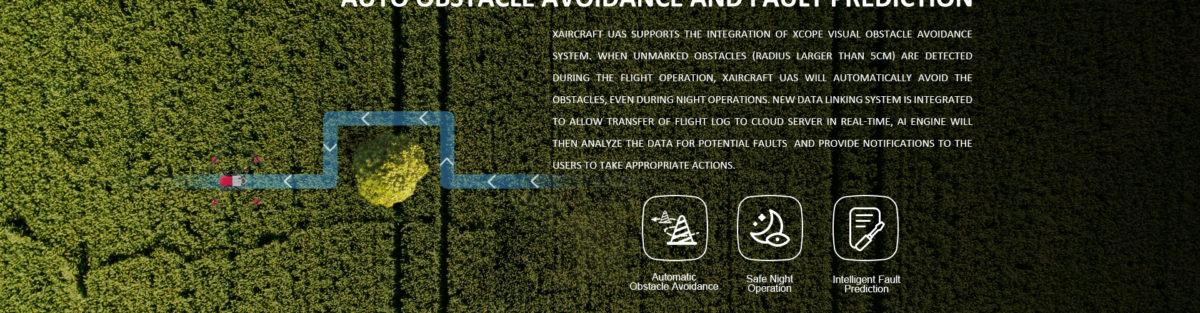 AUTO OBSTACLE AVOIDANCE AND FAULT PREDICTION
XAIRCRAFT UAS SUPPORTS THE INTEGRATION OF XCOPE VISUAL OBSTACLE AVOIDANCE
SYSTEM. WHEN UNMARKED OBSTACLES (RADIUS LARGER THAN 5CM) ARE DETECTED
DURING THE FLIGHT OPERATION, XAIRCRAFT UAS WILL AUTOMATICALLY AVOID THE
OBSTACLES, EVEN DURING NIGHT OPERATIONS. NEW DATA LINKING SYSTEM IS INTEGRATED
TO ALLOW TRANSFER OF FLIGHT LOG TO CLOUD SERVER IN REAL-TIME, AI ENGINE WILL
THEN ANALYZE THE DATA FOR POTENTIAL FAULTS AND PROVIDE NOTIFICATIONS TO THE
USERS TO TAKE APPROPRIATE ACTIONS.
Automatic
Obstacle Avoidance
Safe Night
Operation
Intelligent Fault
Prediction